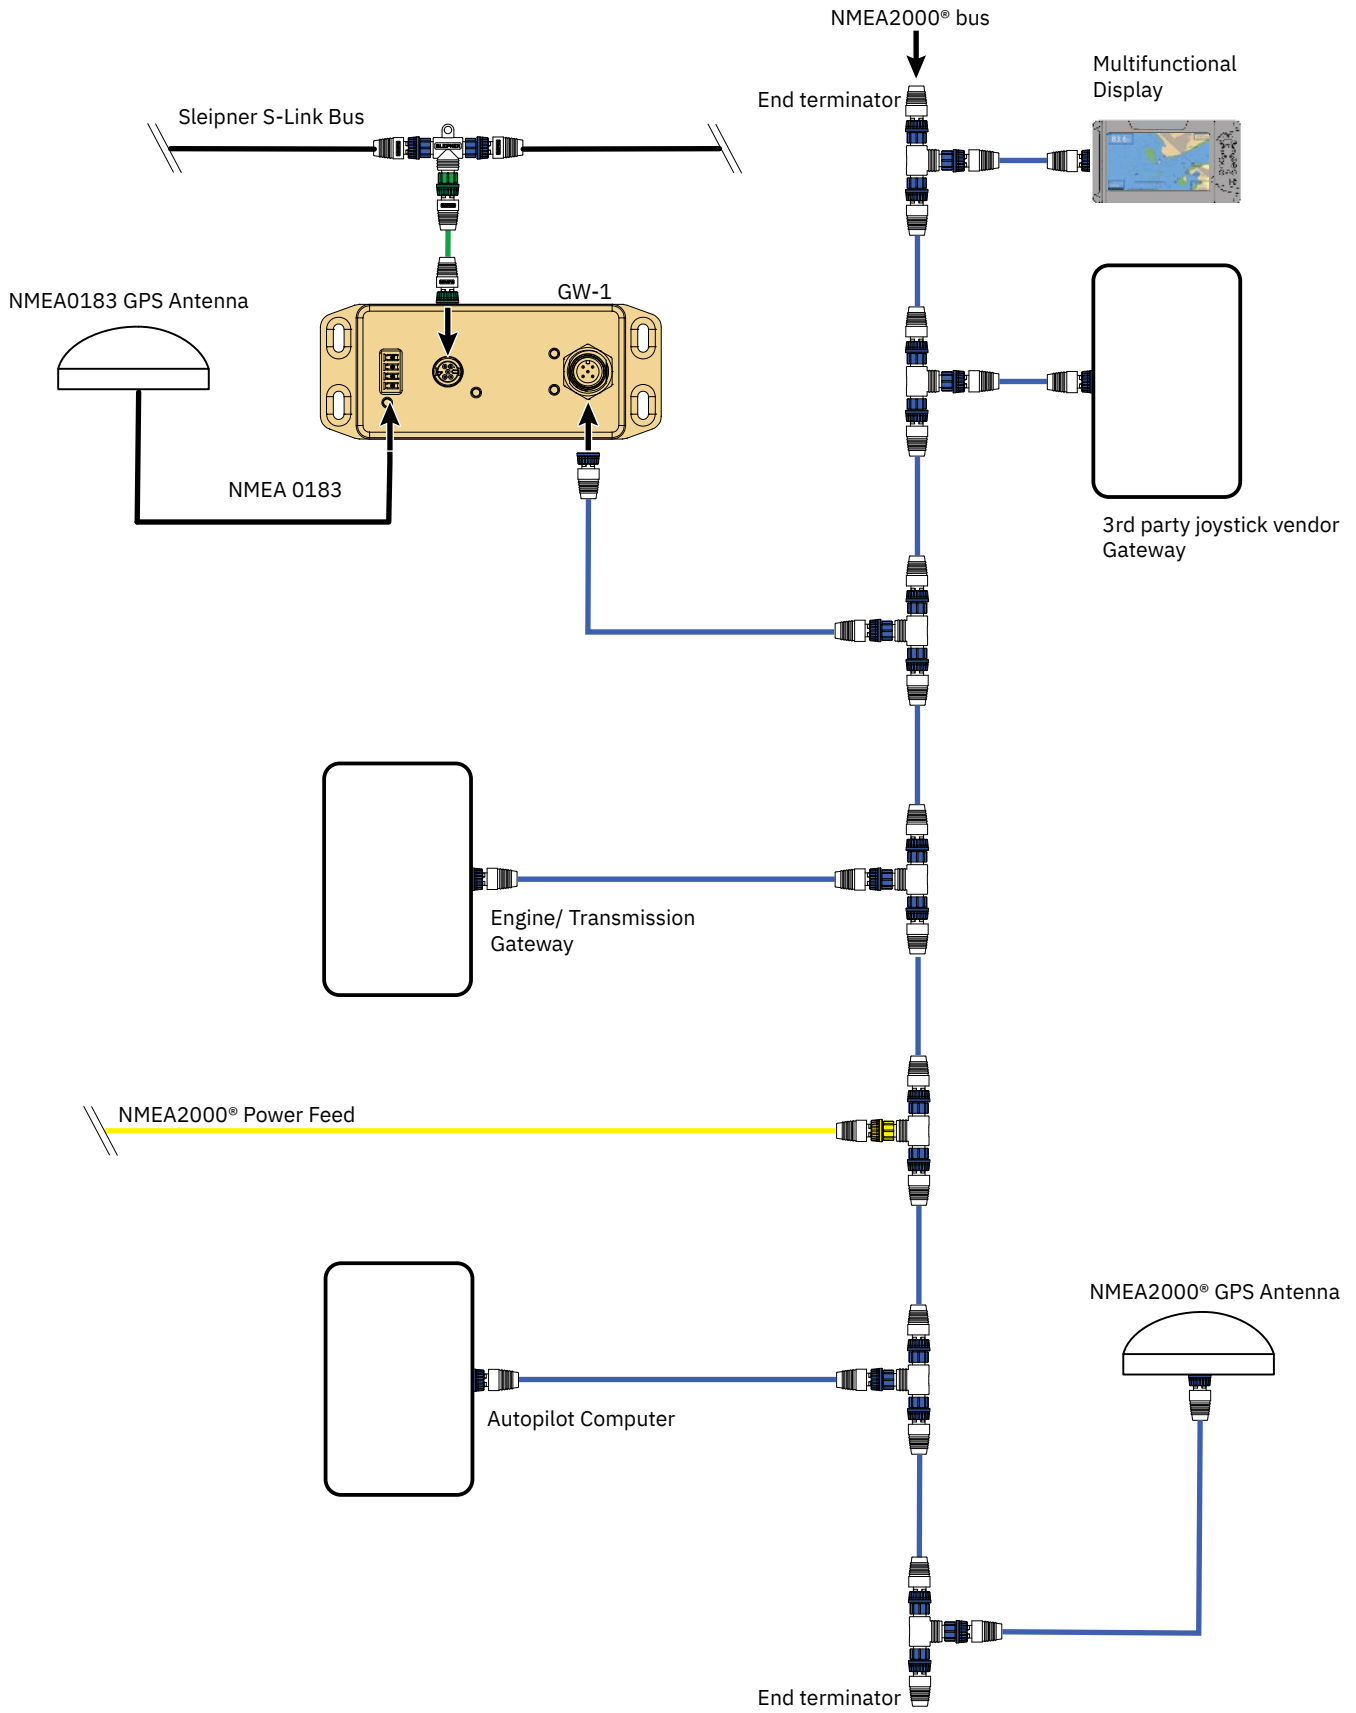 NMEA2000® bus
Multifunctional
Display
End terminator
Sleipner S-Link Bus
SLEIPNER
GW-1
NMEA0183 GPS Antenna
NMEA 0183
3rd party joystick vendor
Gateway
Engine/ Transmission
Gateway
NMEA2000® Power Feed
NMEA2000® GPS Antenna
Autopilot Computer
End terminator